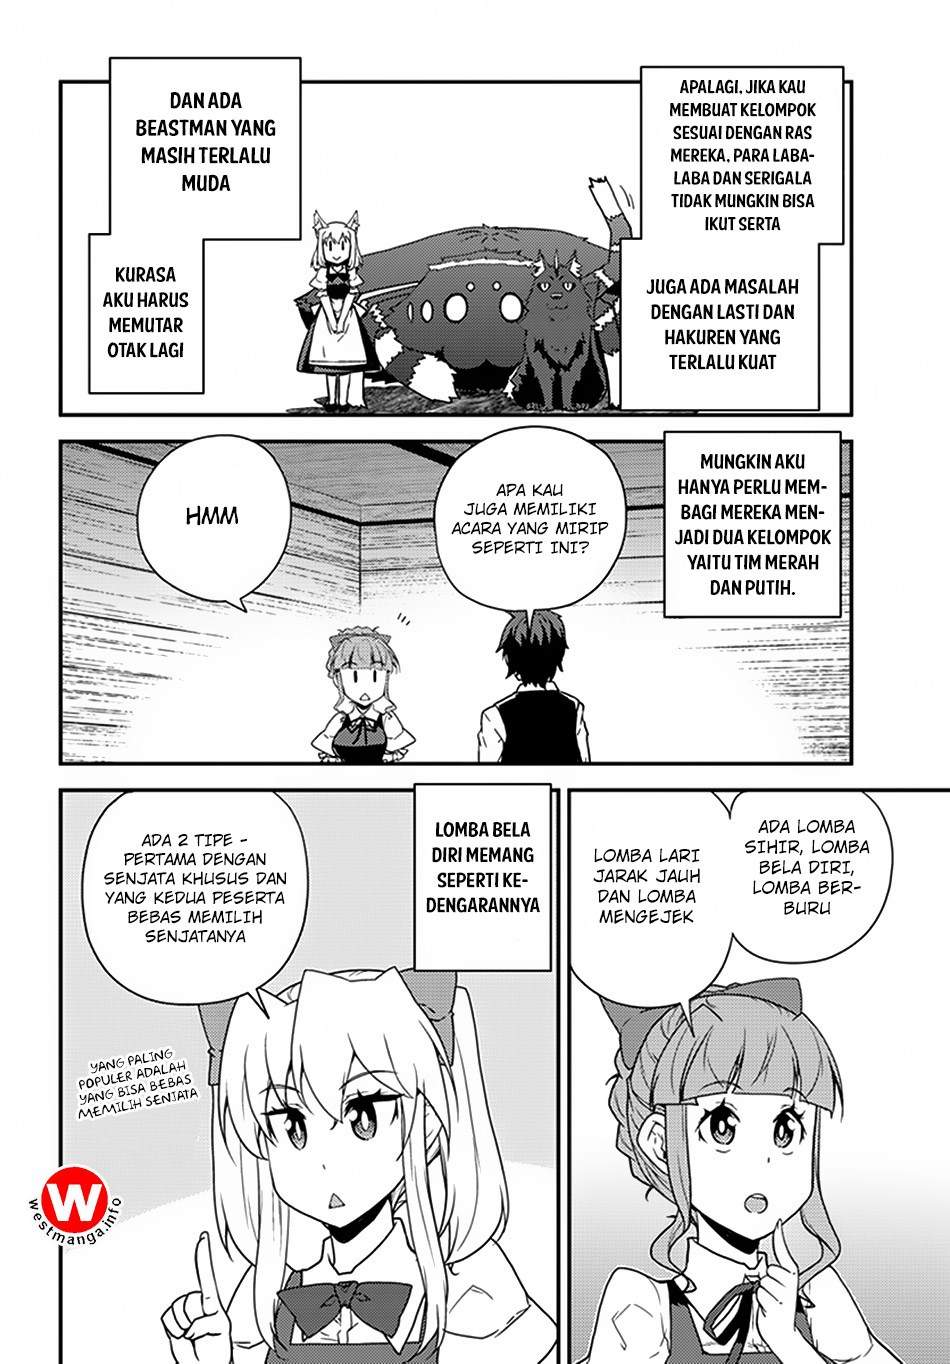 APALAGI, JIKA KAU
MEMBUAT KELOMPOK
SESUAI DENGAN RAS
MEREKA, PARA LABA-
LABA DAN SERIGALA
TIDAK MUNGKIN BISA
IKUT SERTA
JUGA ADA MASALAH
DENGAN LASTI DAN
HAKUREN YANG
TERLALU KUAT
DAN ADA
BEASTMAN YANG
MASIH TERLALU
MUDA
KURASA
AKU HARUS
MEMUTAR
OTAK LAGI
MUNGKIN AKU
HANYA PERLU MEM-
BAGI MEREKA MEN-
JADI DUA KELOMPOK
YAITU TIM MERAH
DAN PUTIH.
APA KAU
JUGA MEMILIKI
ACARA YANG MIRIP
SEPERTI INI?
HMM
ADA LOMBA
SIHIR, LOMBA
BELA DIRI,
LOMBA BER-
BURU
LOMBA LARI
JARAK JAUH
DAN LOMBA
MENGEJEK
LOMBA BELA
DIRI MEMANG
SEPERTI KE-
DENGARANNYA
ADA 2 TIPE -
PERTAMA DENGAN
SENJATA KHUSUS DAN
YANG KEDUA PESERTA
BEBAS MEMILIH
SENJATANYA
YANG PALING
POPULER ADALAH
YANG BISA BEBAS
MEMILIH SENJATA
W
westmanga.info